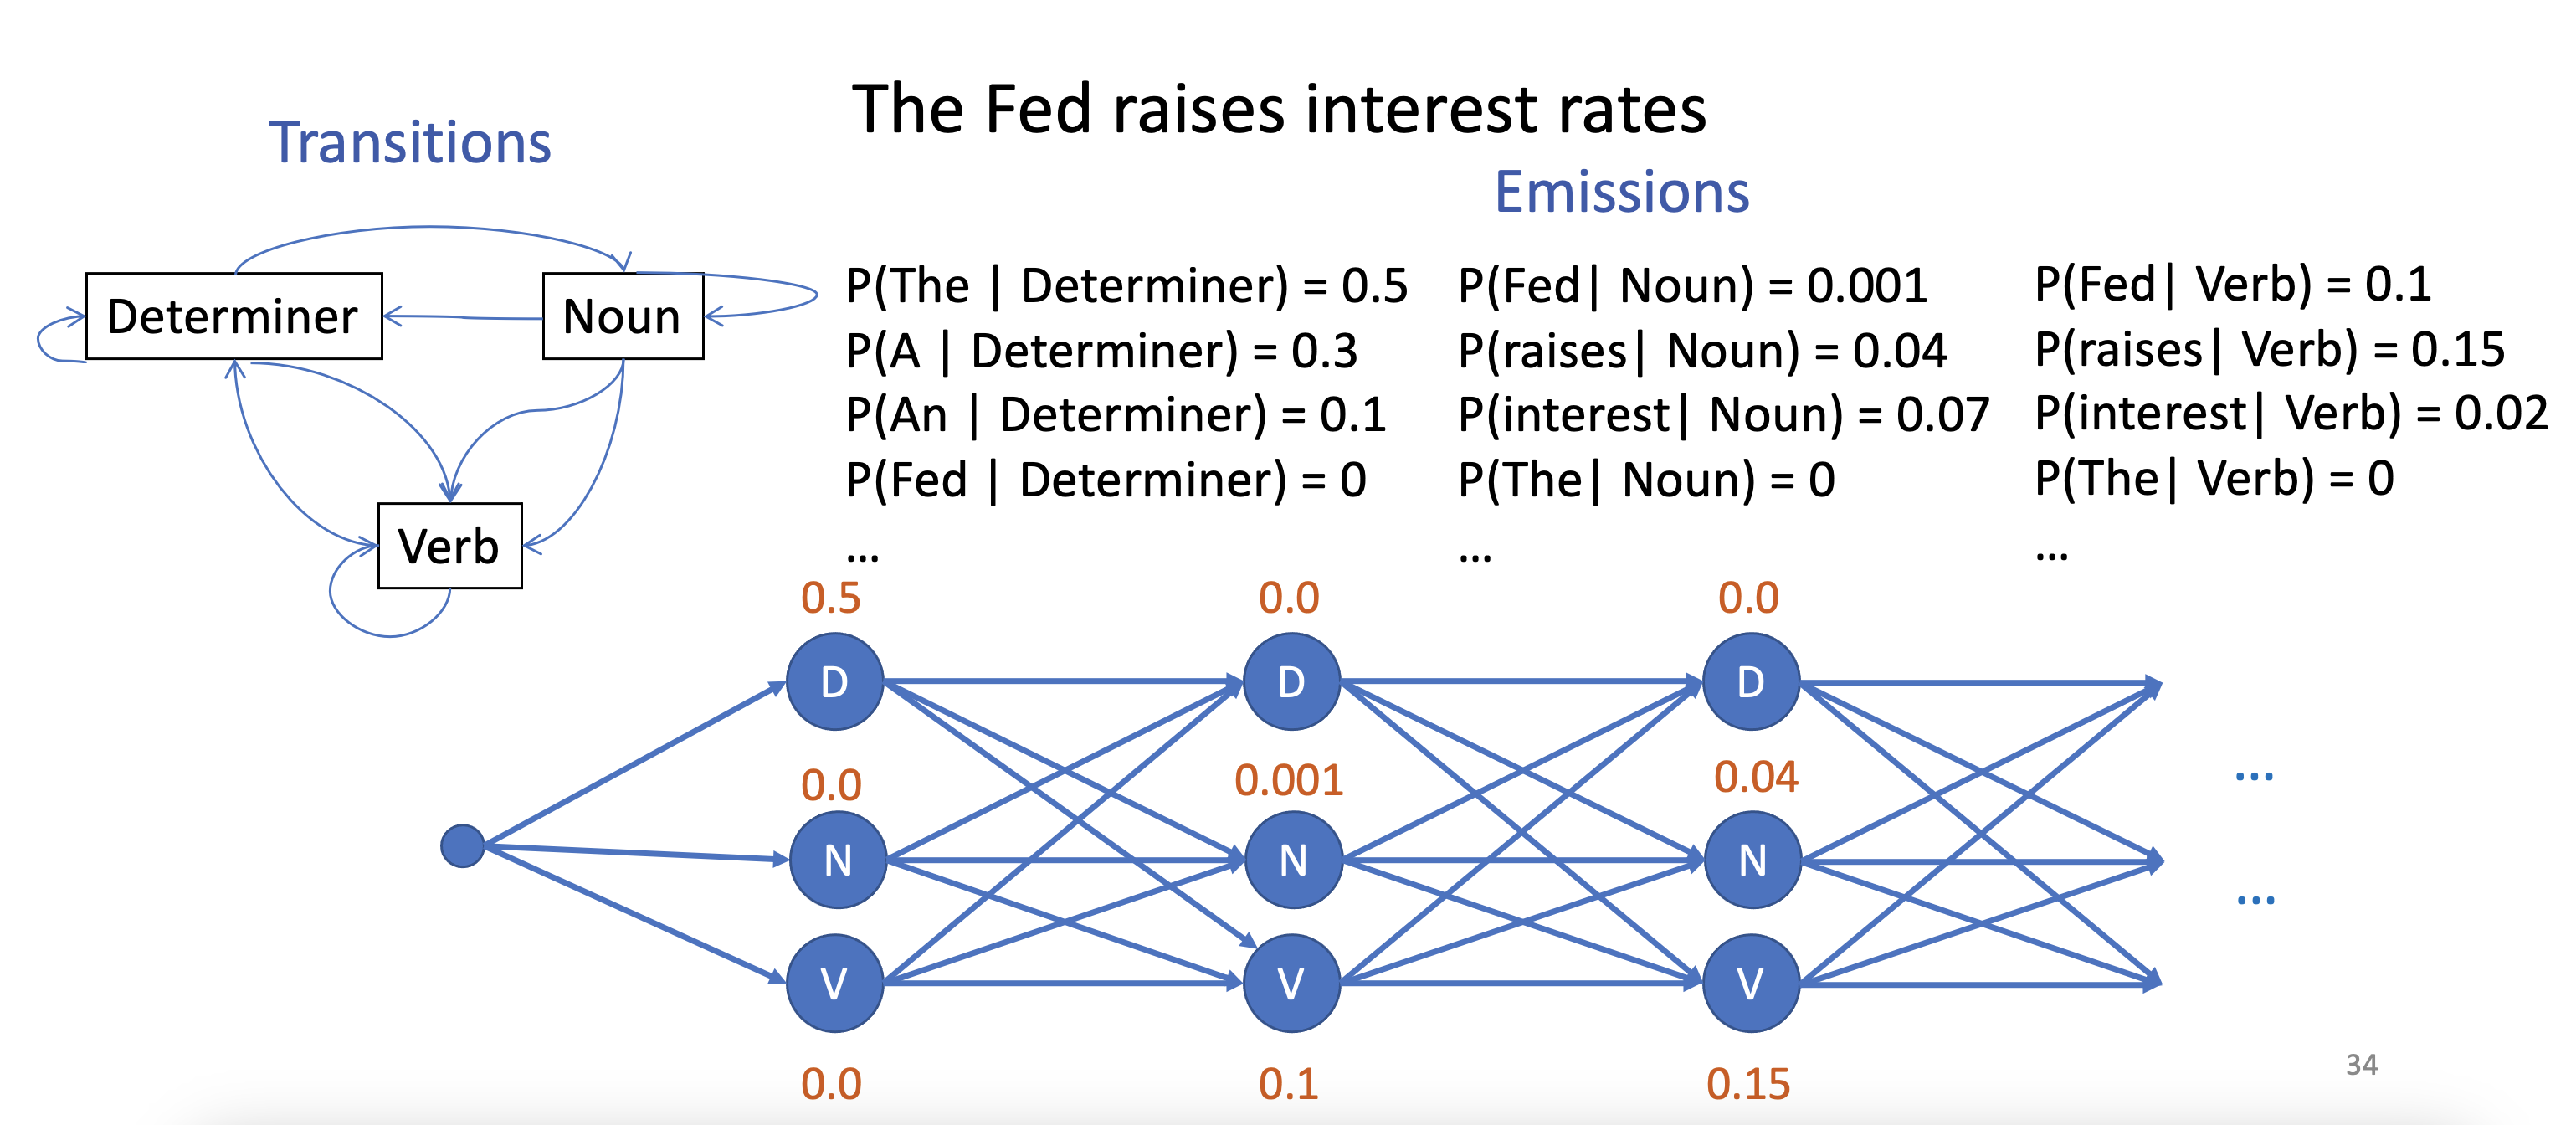 The Fed raises interest rates
Transitions
Emissions
Determiner
Noun
Verb
P(The | Determiner) = 0.5
P(A | Determiner) = 0.3
P(An | Determiner) = 0.1
P(Fed | Determiner) = 0
...
P(Fed| Noun) = 0.001
P(raises| Noun) = 0.04
P(interest| Noun) = 0.07
P(The| Noun) = 0
...
P(Fed| Verb) = 0.1
P(raises| Verb) = 0.15
P(interest| Verb) = 0.02
P(The| Verb) = 0
...
0.5 0.0 0.0
D D D
0.0 0.001 0.04
...
N N N
...
V V V
0.0 0.1 0.15
34